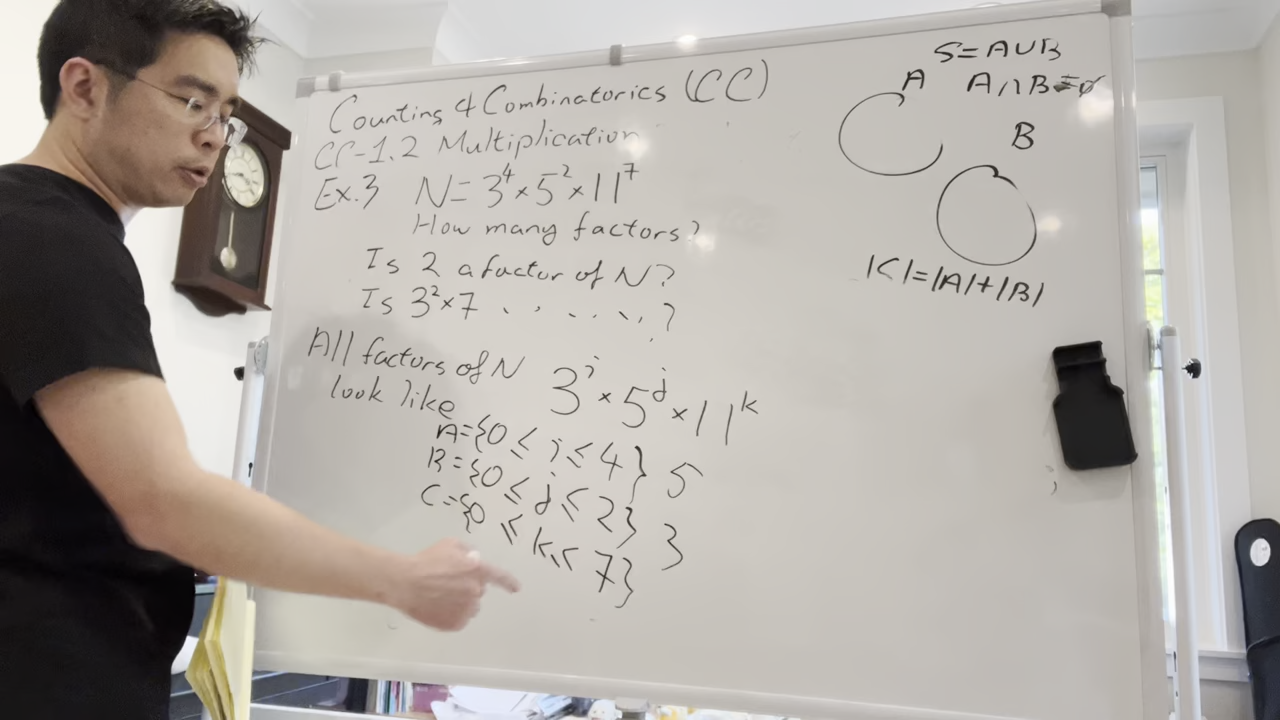 Counting & Combinatorics (CC)
CC-1.2 Multiplication
Ex.3 N=3⁴×5²×11⁷
How many factors?
Is 2 a factor of N?
Is 3²×7 . . . . . . ?
All factors of N
look like 3ⁱ × 5ʲ × 11ᵏ
A={0 ≤ i ≤ 4} 5
B={0 ≤ j ≤ 2} 3
C={0 ≤ k ≤ 7}
S=A∪B
A A∩B=∅
B
|S|=|A|+|B|